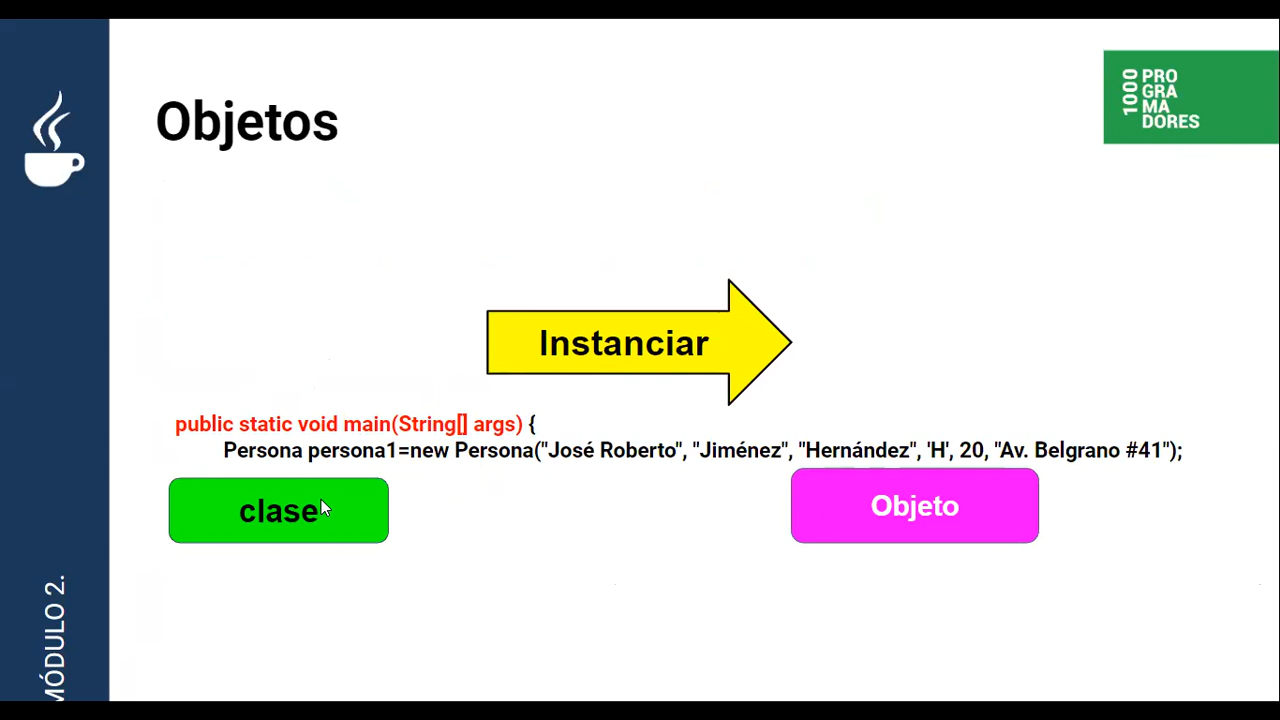 Objetos
1000
PRO
GRA
MA
DORES
Instanciar
public static void main(String[] args) {
Persona persona1=new Persona("José Roberto", "Jiménez", "Hernández", 'H', 20, "Av. Belgrano #41");
clase
Objeto
MÓDULO 2.